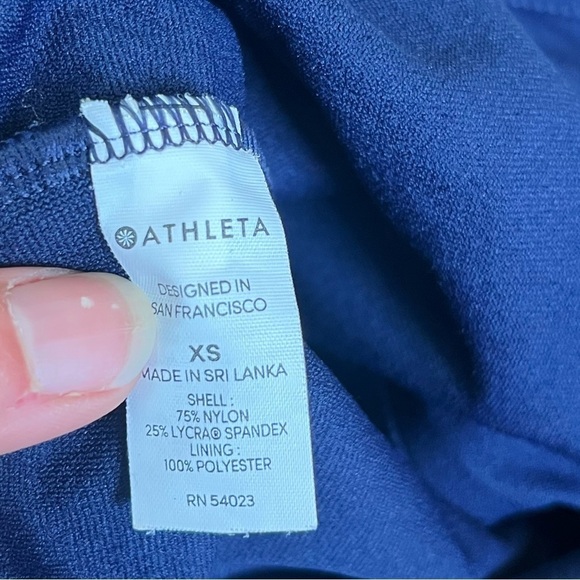 ATHLETA
DESIGNED IN
SAN FRANCISCO
XS
MADE IN SRI LANKA
SHELL :
75% NYLON
25% LYCRA® SPANDEX
LINING :
100% POLYESTER
RN 54023